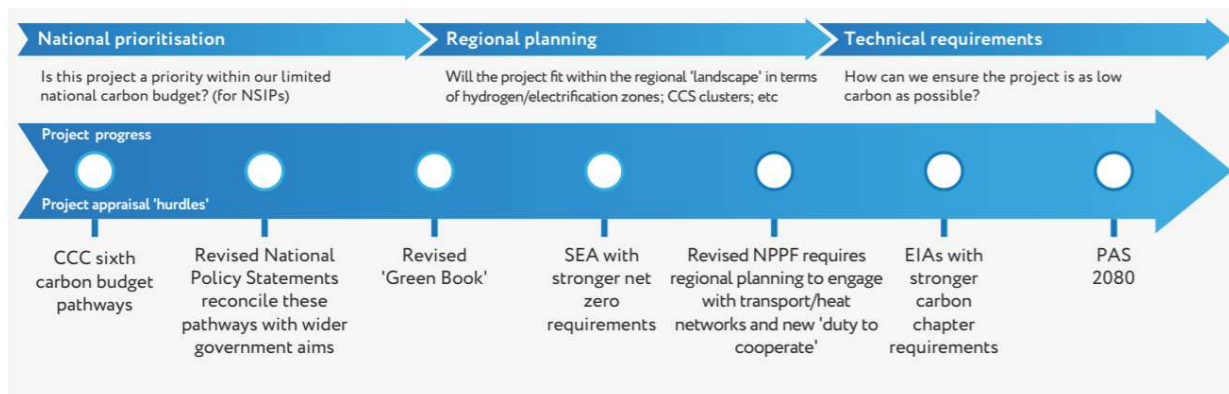 National prioritisation
Regional planning
Technical requirements
Is this project a priority within our limited
national carbon budget? (for NSIPs)
Will the project fit within the regional 'landscape' in terms
of hydrogen/electrification zones; CCS clusters; etc
How can we ensure the project is as low
carbon as possible?
Project progress
Project appraisal 'hurdles'
CCC sixth
carbon budget
pathways
Revised National
Policy Statements
reconcile these
pathways with wider
government aims
Revised
'Green Book'
SEA with
stronger net
zero
requirements
Revised NPPF requires
regional planning to engage
with transport/heat
networks and new 'duty to
cooperate'
EIAs with
stronger
carbon
chapter
requirements
PAS
2080